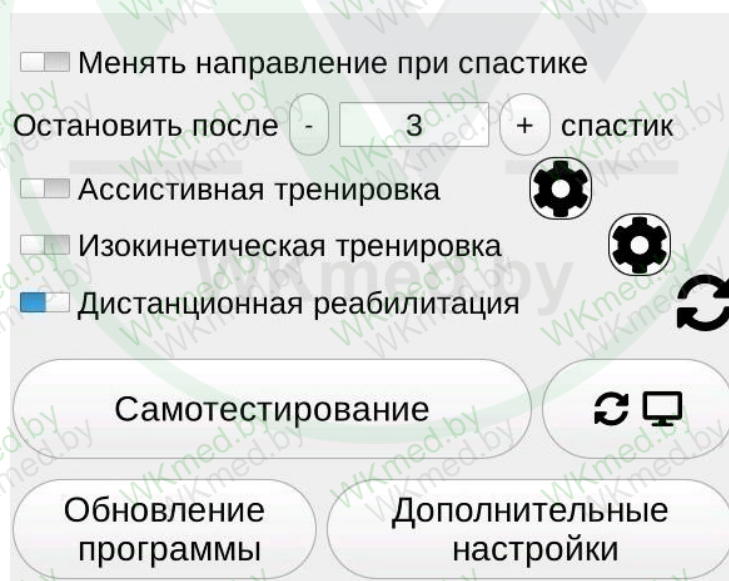 Менять направление при спастике
Остановить после - 3 + спастик
Ассистивная тренировка
Изокинетическая тренировка
WKmed.by
Дистанционная реабилитация
Самотестирование
Обновление
программы
Дополнительные
настройки